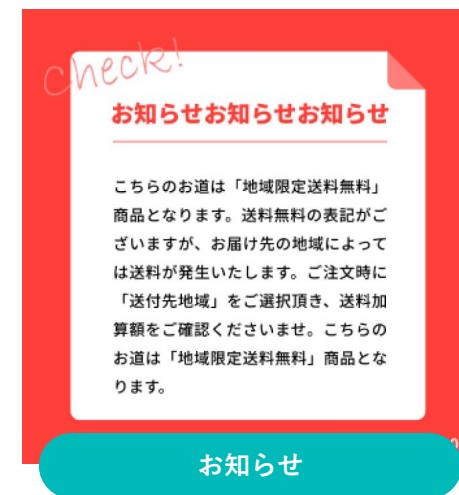 check!
お知らせお知らせお知らせ
こちらのお道は「地域限定送料無料」
商品となります。送料無料の表記がご
ざいますが、お届け先の地域によって
は送料が発生いたします。ご注文時に
「送付先地域」をご選択頂き、送料加
算額をご確認くださいませ。こちらの
お道は「地域限定送料無料」商品とな
ります。
お知らせ